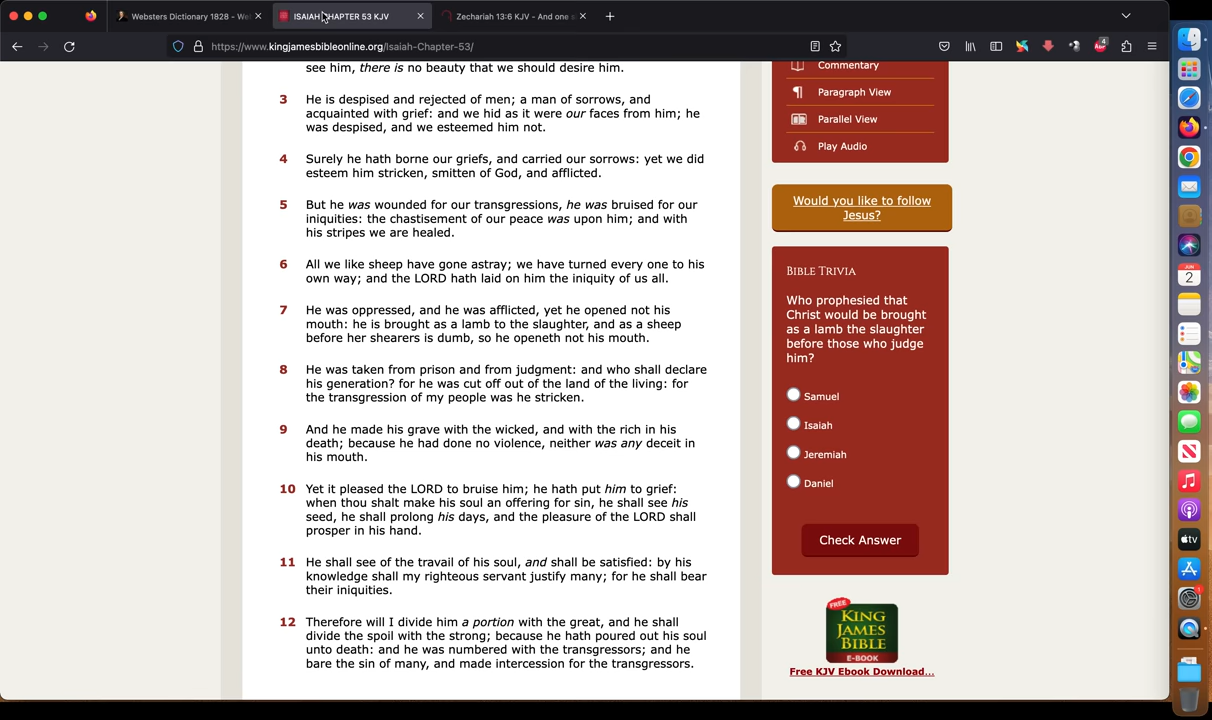 Websters Dictionary 1828 - We
ISAIAH CHAPTER 53 KJV
Zechariah 13:6 KJV - And one
https://www.kingjamesbibleonline.org/Isaiah-Chapter-53/
4
see him, there is no beauty that we should desire him.
3 He is despised and rejected of men; a man of sorrows, and
acquainted with grief: and we hid as it were our faces from him; he
was despised, and we esteemed him not.
4 Surely he hath borne our griefs, and carried our sorrows: yet we did
esteem him stricken, smitten of God, and afflicted.
5 But he was wounded for our transgressions, he was bruised for our
iniquities: the chastisement of our peace was upon him; and with
his stripes we are healed.
6 All we like sheep have gone astray; we have turned every one to his
own way; and the LORD hath laid on him the iniquity of us all.
7 He was oppressed, and he was afflicted, yet he opened not his
mouth: he is brought as a lamb to the slaughter, and as a sheep
before her shearers is dumb, so he openeth not his mouth.
8 He was taken from prison and from judgment: and who shall declare
his generation? for he was cut off out of the land of the living: for
the transgression of my people was he stricken.
9 And he made his grave with the wicked, and with the rich in his
death; because he had done no violence, neither was any deceit in
his mouth.
10 Yet it pleased the LORD to bruise him; he hath put him to grief:
when thou shalt make his soul an offering for sin, he shall see his
seed, he shall prolong his days, and the pleasure of the LORD shall
prosper in his hand.
11 He shall see of the travail of his soul, and shall be satisfied: by his
knowledge shall my righteous servant justify many; for he shall bear
their iniquities.
12 Therefore will I divide him a portion with the great, and he shall
divide the spoil with the strong; because he hath poured out his soul
unto death: and he was numbered with the transgressors; and he
bare the sin of many, and made intercession for the transgressors.
Commentary
Paragraph View
Parallel View
Play Audio
Would you like to follow
Jesus?
BIBLE TRIVIA
Who prophesied that
Christ would be brought
as a lamb the slaughter
before those who judge
him?
Samuel
Isaiah
Jeremiah
Daniel
Check Answer
FREE
KING
JAMES
BIBLE
E-BOOK
Free KJV Ebook Download...
JUN
2
tv
1